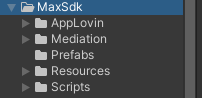 MaxSdk
AppLovin
Mediation
Prefabs
Resources
Scripts